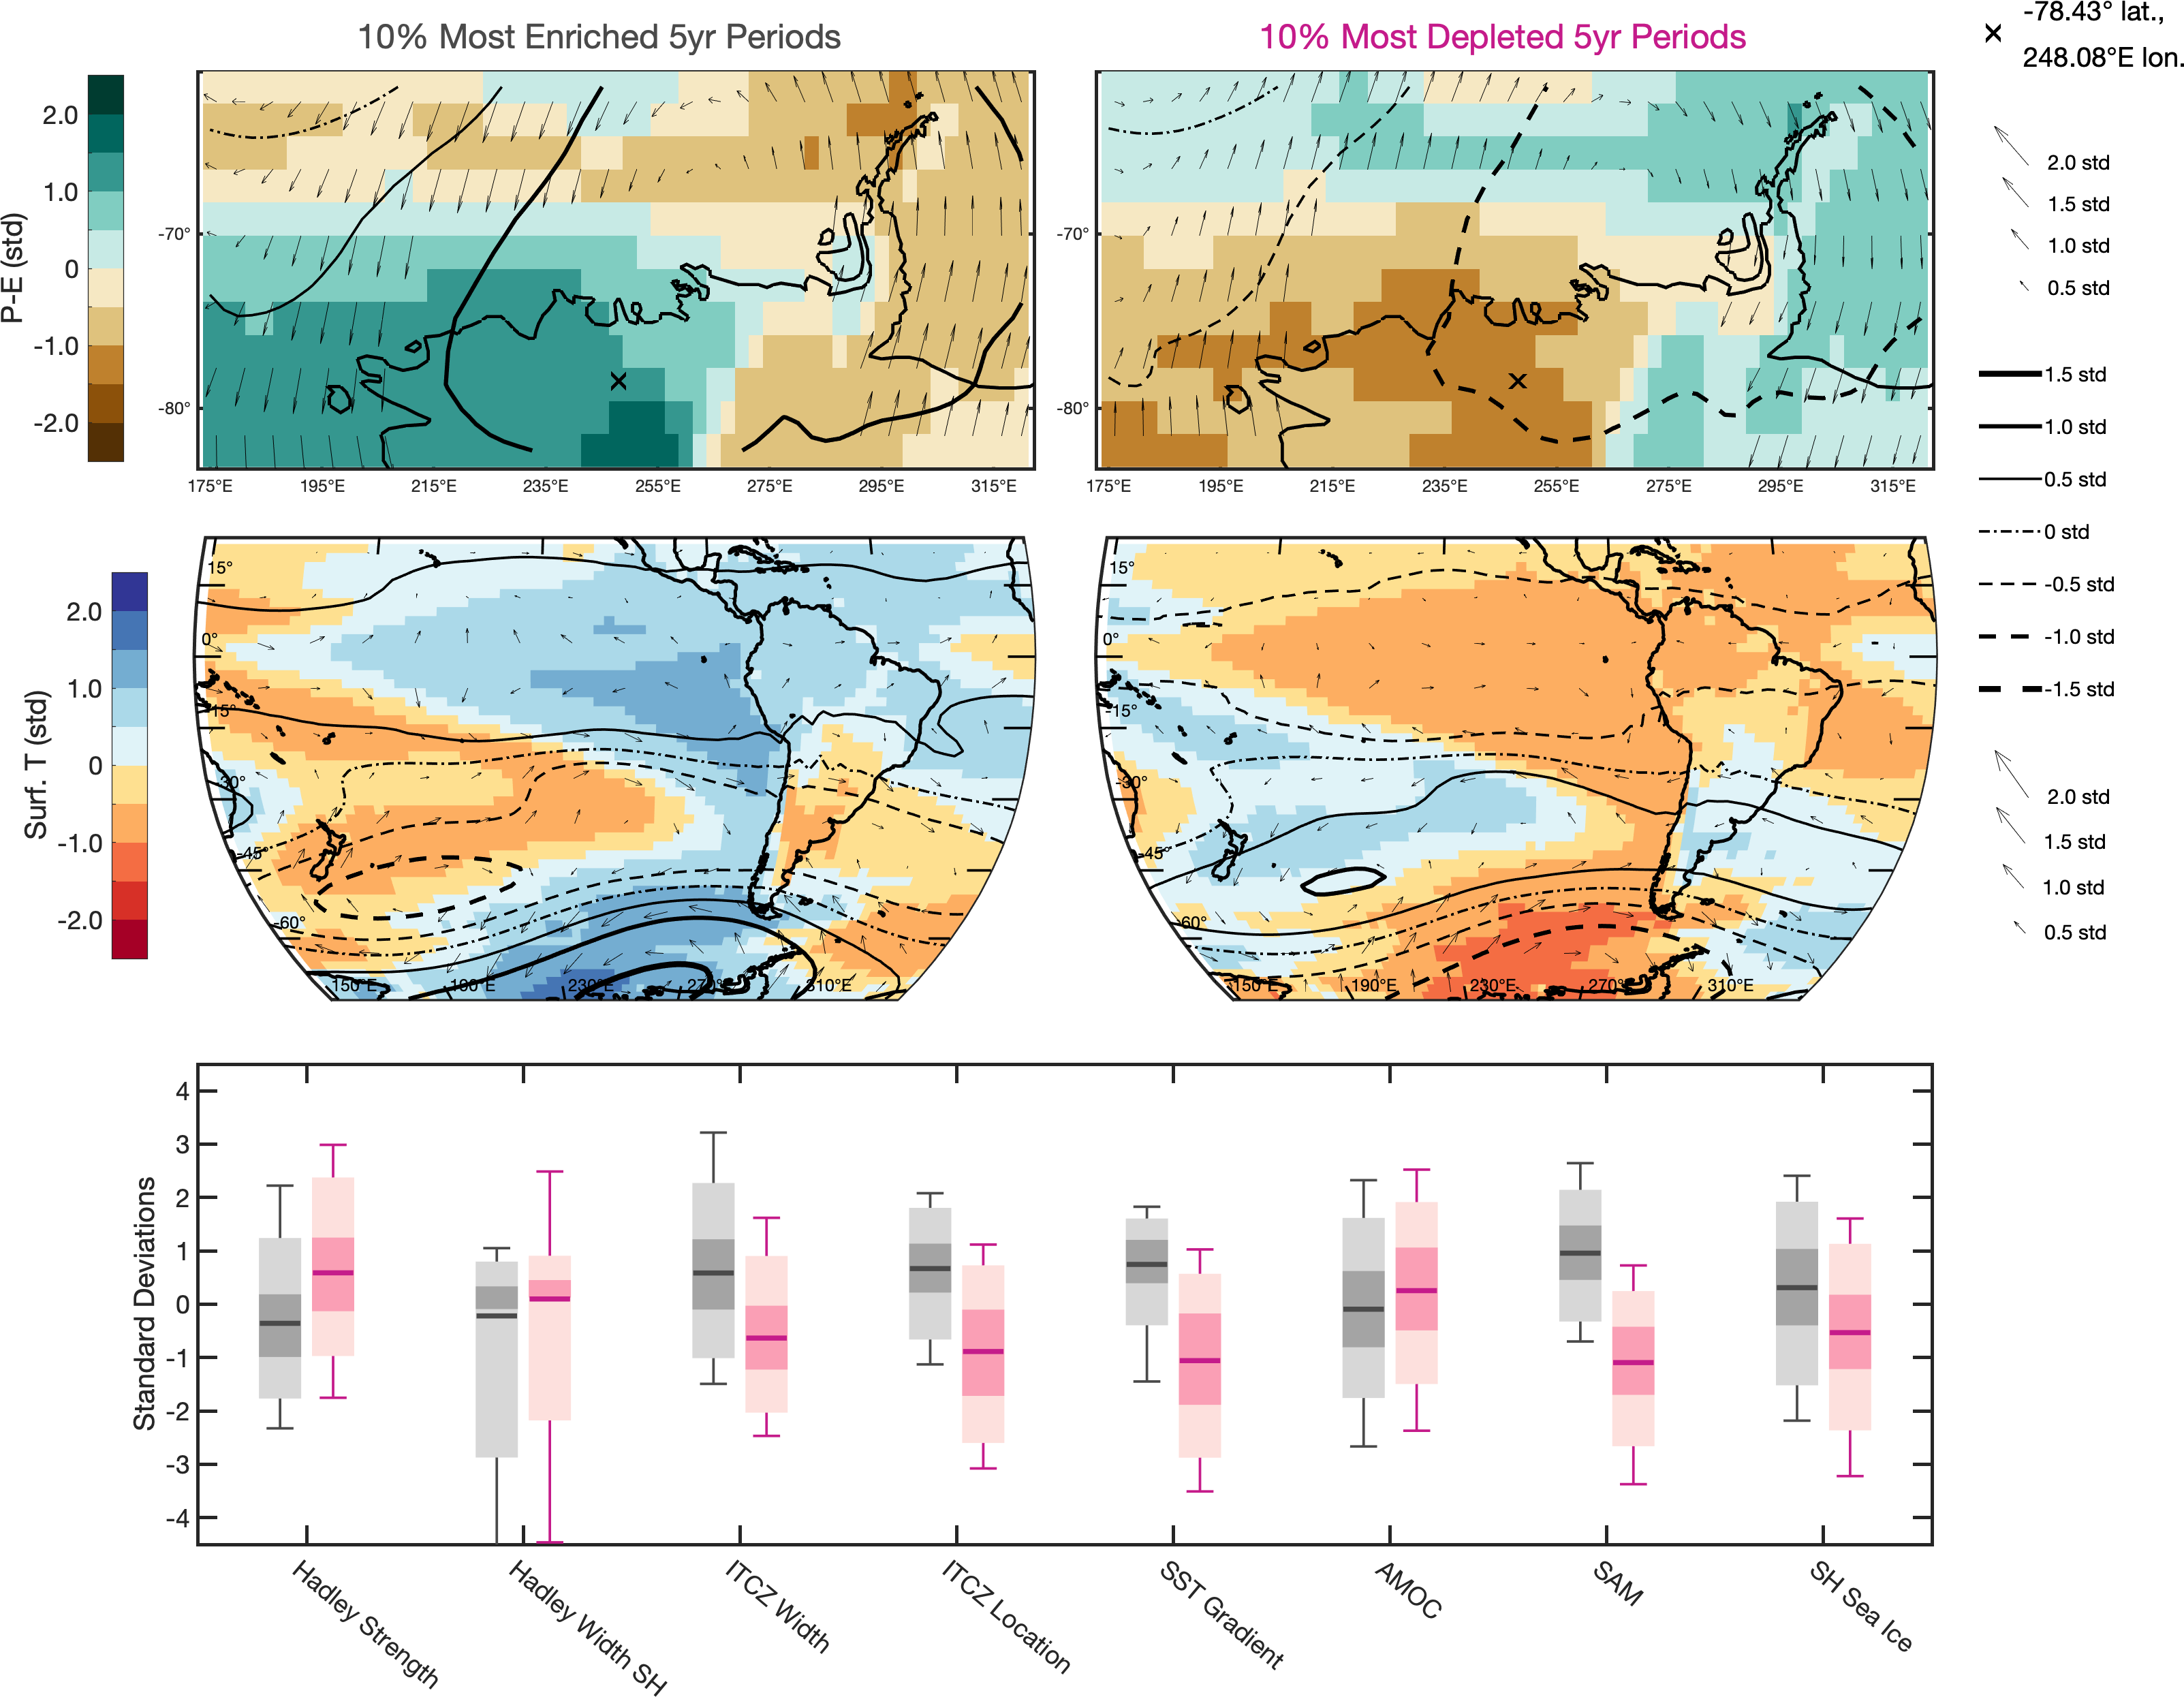 10% Most Enriched 5yr Periods
10% Most Depleted 5yr Periods
-78.43° lat.,
248.08°E lon.
P-E (std)
2.0
1.0
0
-1.0
-2.0
-70°
-80°
175°E 195°E 215°E 235°E 255°E 275°E 295°E 315°E
-70°
-80°
175°E 195°E 215°E 235°E 255°E 275°E 295°E 315°E
2.0 std
1.5 std
1.0 std
0.5 std
1.5 std
1.0 std
0.5 std
0 std
-0.5 std
-1.0 std
-1.5 std
2.0 std
1.5 std
1.0 std
0.5 std
Surf. T (std)
2.0
1.0
0
-1.0
-2.0
15°
0°
-15°
-30°
-45°
-60°
150°E 190°E 230°E 270°E 310°E
15°
0°
-15°
-30°
-45°
-60°
150°E 190°E 230°E 270° 310°E
Standard Deviations
4
3
2
1
0
-1
-2
-3
-4
Hadley Strength
Hadley Width SH
ITCZ Width
ITCZ Location
SST Gradient
AMOC
SAM
SH Sea Ice